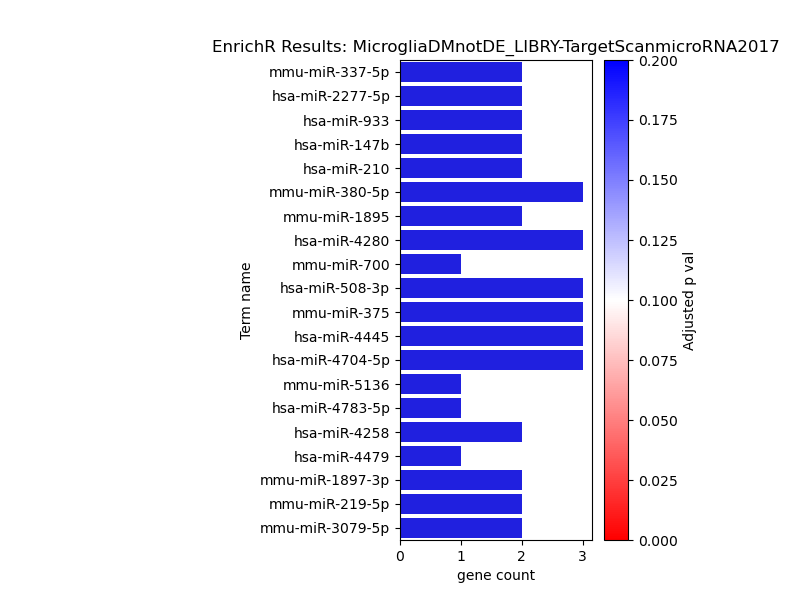 EnrichR Results: MicrogliaDMnotDE_LIBRY-TargetScanmicroRNA2017
mmu-miR-337-5p
hsa-miR-2277-5p
hsa-miR-933
hsa-miR-147b
hsa-miR-210
mmu-miR-380-5p
mmu-miR-1895
hsa-miR-4280
mmu-miR-700
hsa-miR-508-3p
mmu-miR-375
hsa-miR-4445
hsa-miR-4704-5p
mmu-miR-5136
hsa-miR-4783-5p
hsa-miR-4258
hsa-miR-4479
mmu-miR-1897-3p
mmu-miR-219-5p
mmu-miR-3079-5p
Term name
0 1 2 3
gene count
0.200
0.175
0.150
0.125
0.100
0.075
0.050
0.025
0.000
Adjusted p val